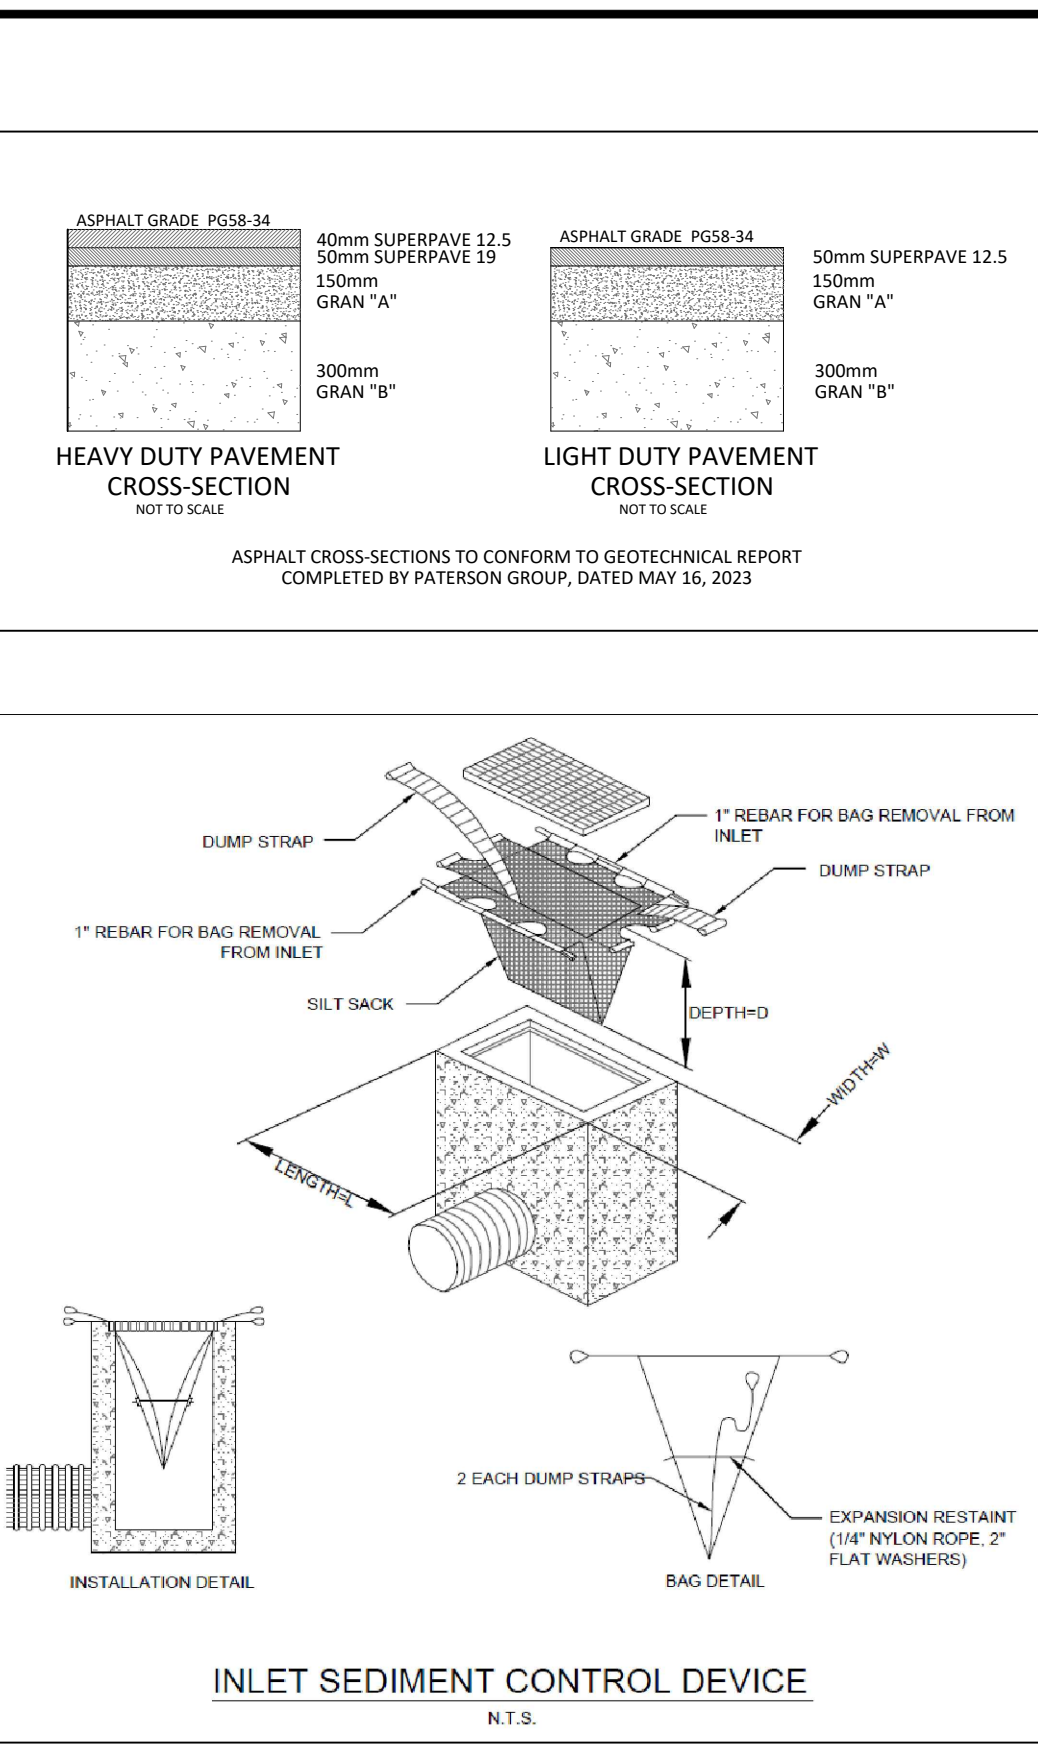 ASPHALT GRADE  PG58-34
40mm SUPERPAVE 12.5
50mm SUPERPAVE 19
150mm
GRAN "A"
300mm
GRAN "B"
HEAVY DUTY PAVEMENT
CROSS-SECTION
NOT TO SCALE
ASPHALT GRADE  PG58-34
50mm SUPERPAVE 12.5
150mm
GRAN "A"
300mm
GRAN "B"
LIGHT DUTY PAVEMENT
CROSS-SECTION
NOT TO SCALE
ASPHALT CROSS-SECTIONS TO CONFORM TO GEOTECHNICAL REPORT
COMPLETED BY PATERSON GROUP, DATED MAY 16, 2023
DUMP STRAP
1" REBAR FOR BAG REMOVAL FROM
INLET
DUMP STRAP
1" REBAR FOR BAG REMOVAL
FROM INLET
SILT SACK
DEPTH=D
WIDTH=W
LENGTH=L
INSTALLATION DETAIL
2 EACH DUMP STRAPS
EXPANSION RESTAINT
(1/4" NYLON ROPE, 2"
FLAT WASHERS)
BAG DETAIL
INLET SEDIMENT CONTROL DEVICE
N.T.S.